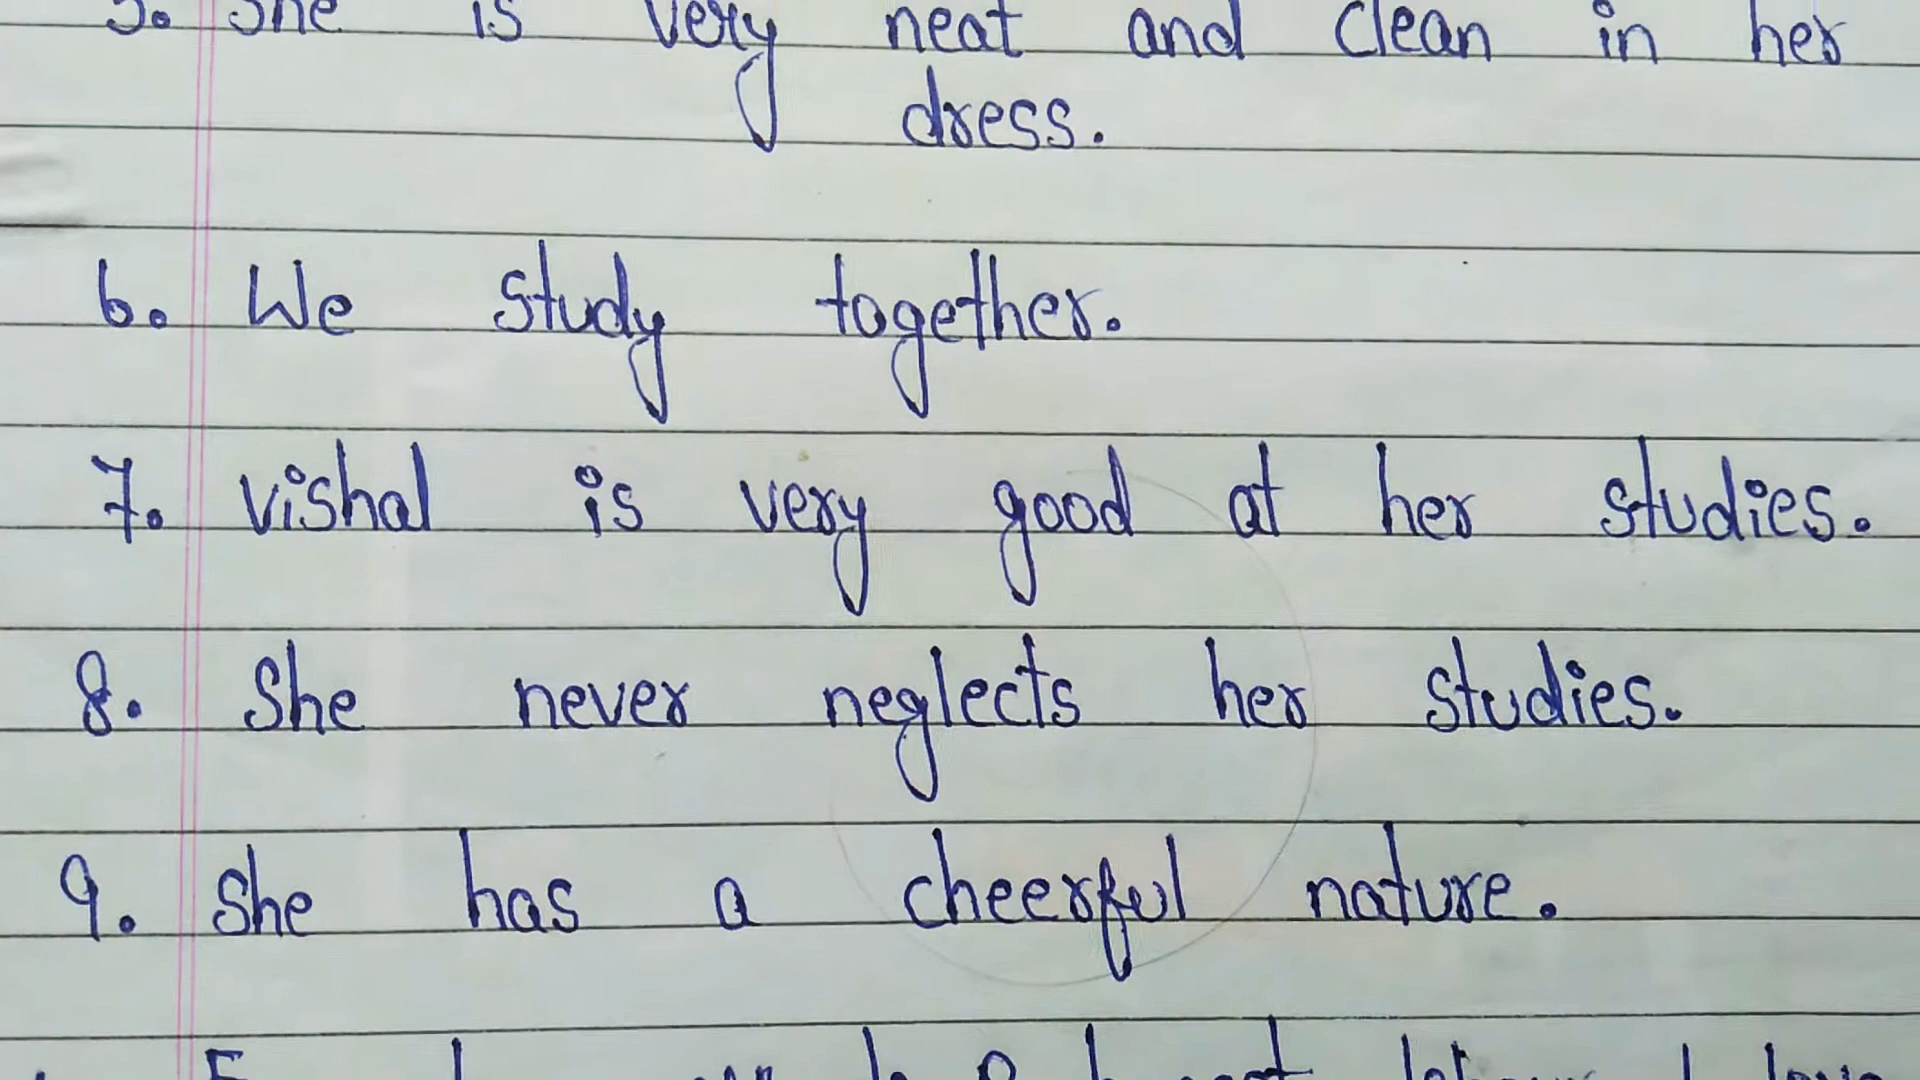 5. She is very neat and clean in her
dress.
6. We study together.
7. vishal is very good at her studies.
8. She never neglects her studies.
9. She has a cheerful nature.